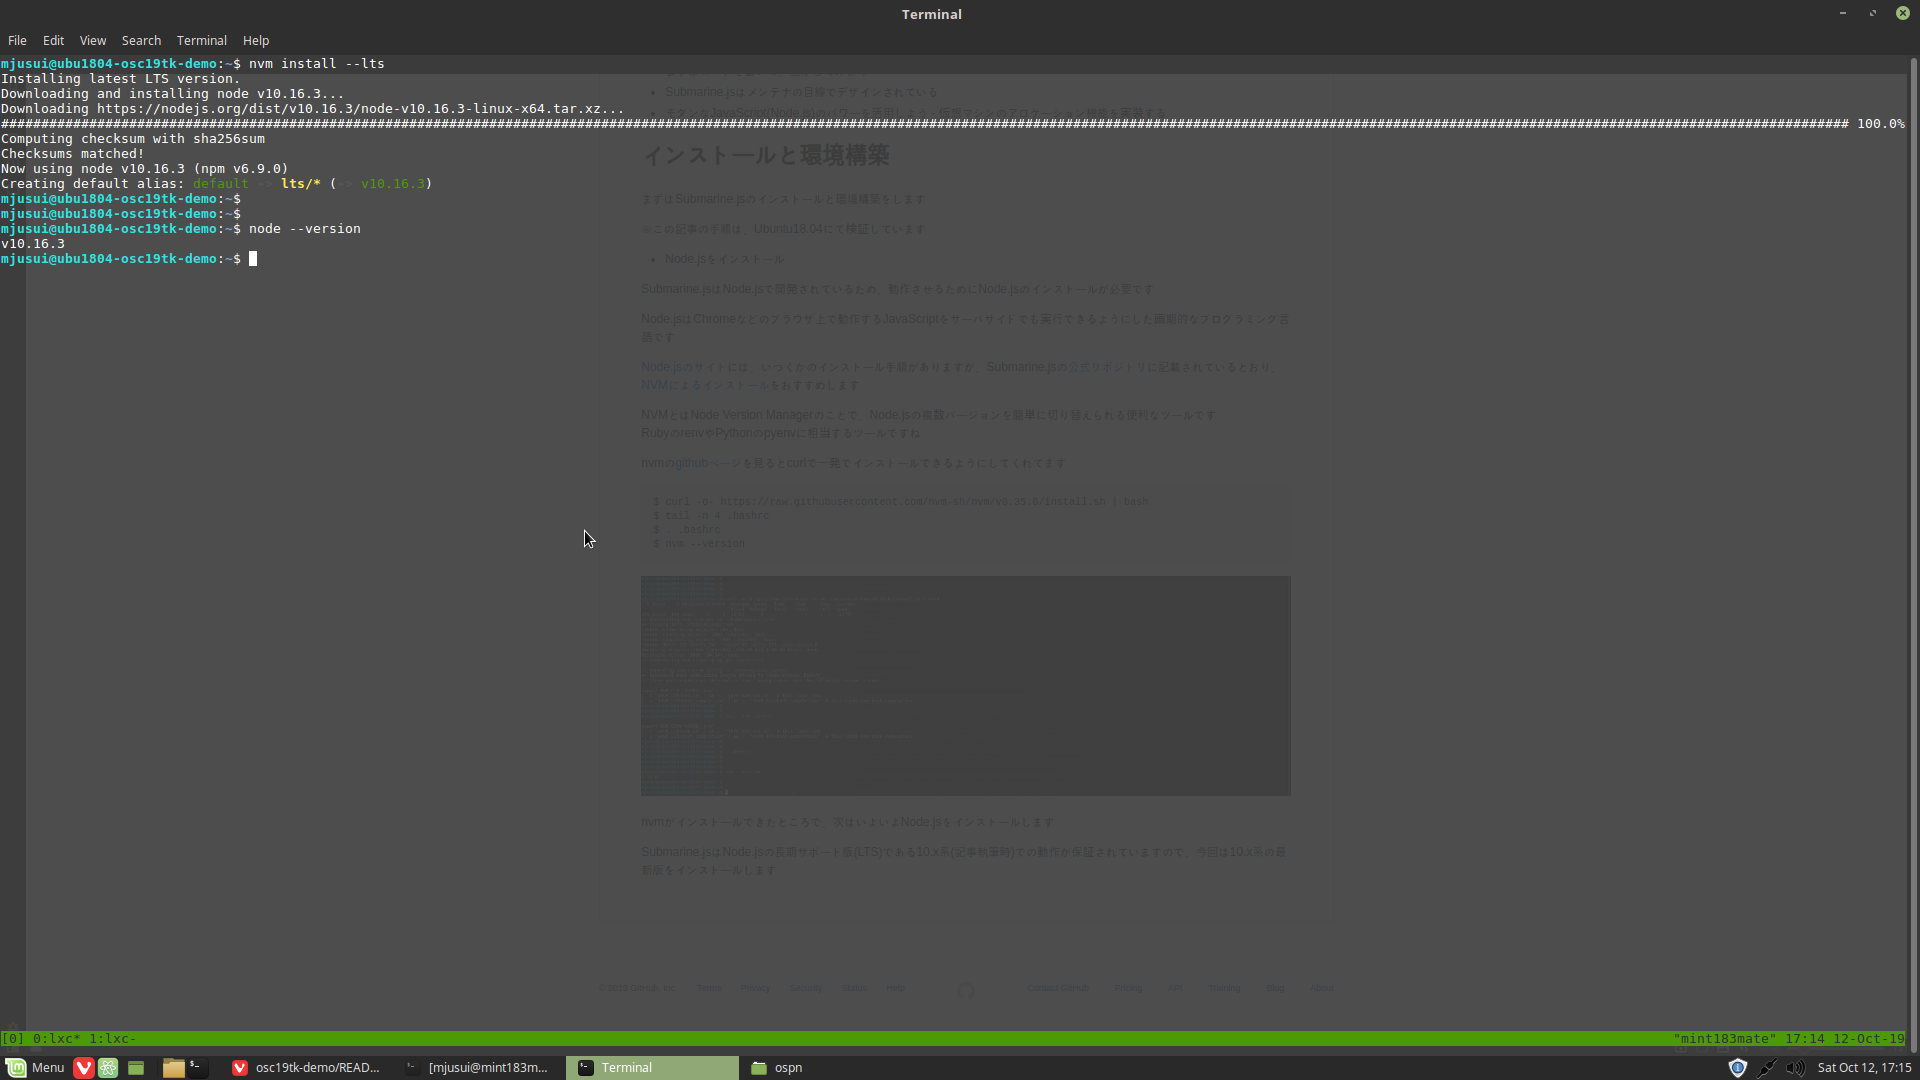 Terminal
File Edit View Search Terminal Help
mjusui@ubu1804-osc19tk-demo:~$ nvm install --lts
Installing latest LTS version.
Downloading and installing node v10.16.3...
Downloading https://nodejs.org/dist/v10.16.3/node-v10.16.3-linux-x64.tar.xz...
100.0%
Computing checksum with sha256sum
Checksums matched!
Now using node v10.16.3 (npm v6.9.0)
Creating default alias: default -> lts/* (-> v10.16.3)
mjusui@ubu1804-osc19tk-demo:~$
mjusui@ubu1804-osc19tk-demo:~$
mjusui@ubu1804-osc19tk-demo:~$ node --version
v10.16.3
mjusui@ubu1804-osc19tk-demo:~$
Submarine.jsはメンテナの目線でデザインされている
インストールと環境構築
まずはSubmarine.jsのインストールと環境構築をします
※この記事の手順は、Ubuntu18.04にて検証しています
Node.jsをインストール
Submarine.jsはNode.jsで開発されているため、動作させるためにNode.jsのインストールが必要です
Node.jsはChromeなどのブラウザ上で動作するJavaScriptをサーバサイトでも実行できるようにした画期的なプログラミング言
語です
Node.jsのサイトには、いつくかのインストール手順がありますが、Submarine.jsの公式リポジトリに記載されているとおり、
NVMによるインストールをおすすめします
NVMとはNode Version Managerのことで、Node.jsの複数バージョンを簡単に切り替えられる便利なツールです
RubyのrenvやPythonのpyenvに相当するツールですね
nvmのgithubページを見るとcurlで一発でインストールできるようにしてくれてます
$ curl -o- https://raw.githubusercontent.com/nvm-sh/nvm/v0.35.0/install.sh | bash
$ tail -n 4 .bashrc
$ . .bashrc
$ nvm --version
nvmがインストールできたところで、次はいよいよNode.jsをインストールします
Submarine.jsはNode.jsの長期サポート版(LTS)である10.x系(記事執筆時)での動作が保証されていますので、今回は10.x系の最
新版をインストールします
© 2019 GitHub, Inc. Terms Privacy Security Status Help Contact GitHub Pricing API Training Blog About
[0] 0:lxc* 1:lxc- "mint183mate" 17:14 12-Oct-19
Menu osc19tk-demo/READ... [mjusui@mint183m... Terminal ospn Sat Oct 12, 17:15